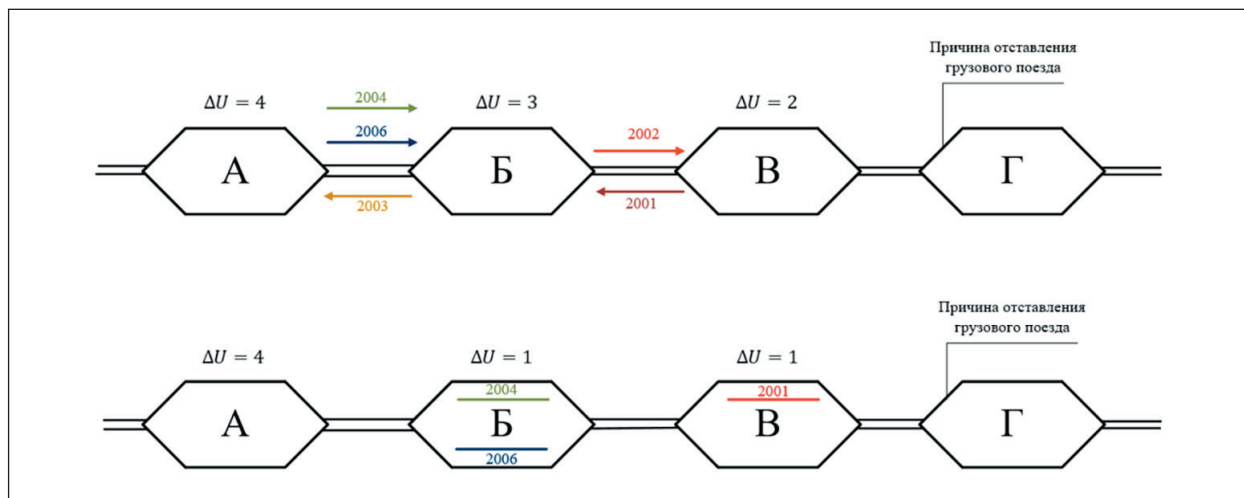 Причина отставления
грузового поезда
ΔU = 4
2004
ΔU = 3
ΔU = 2
2006
2002
А
Б
В
Г
2003
2001
Причина отставления
грузового поезда
ΔU = 4
ΔU = 1
ΔU = 1
2004
2001
А
Б
В
Г
2006